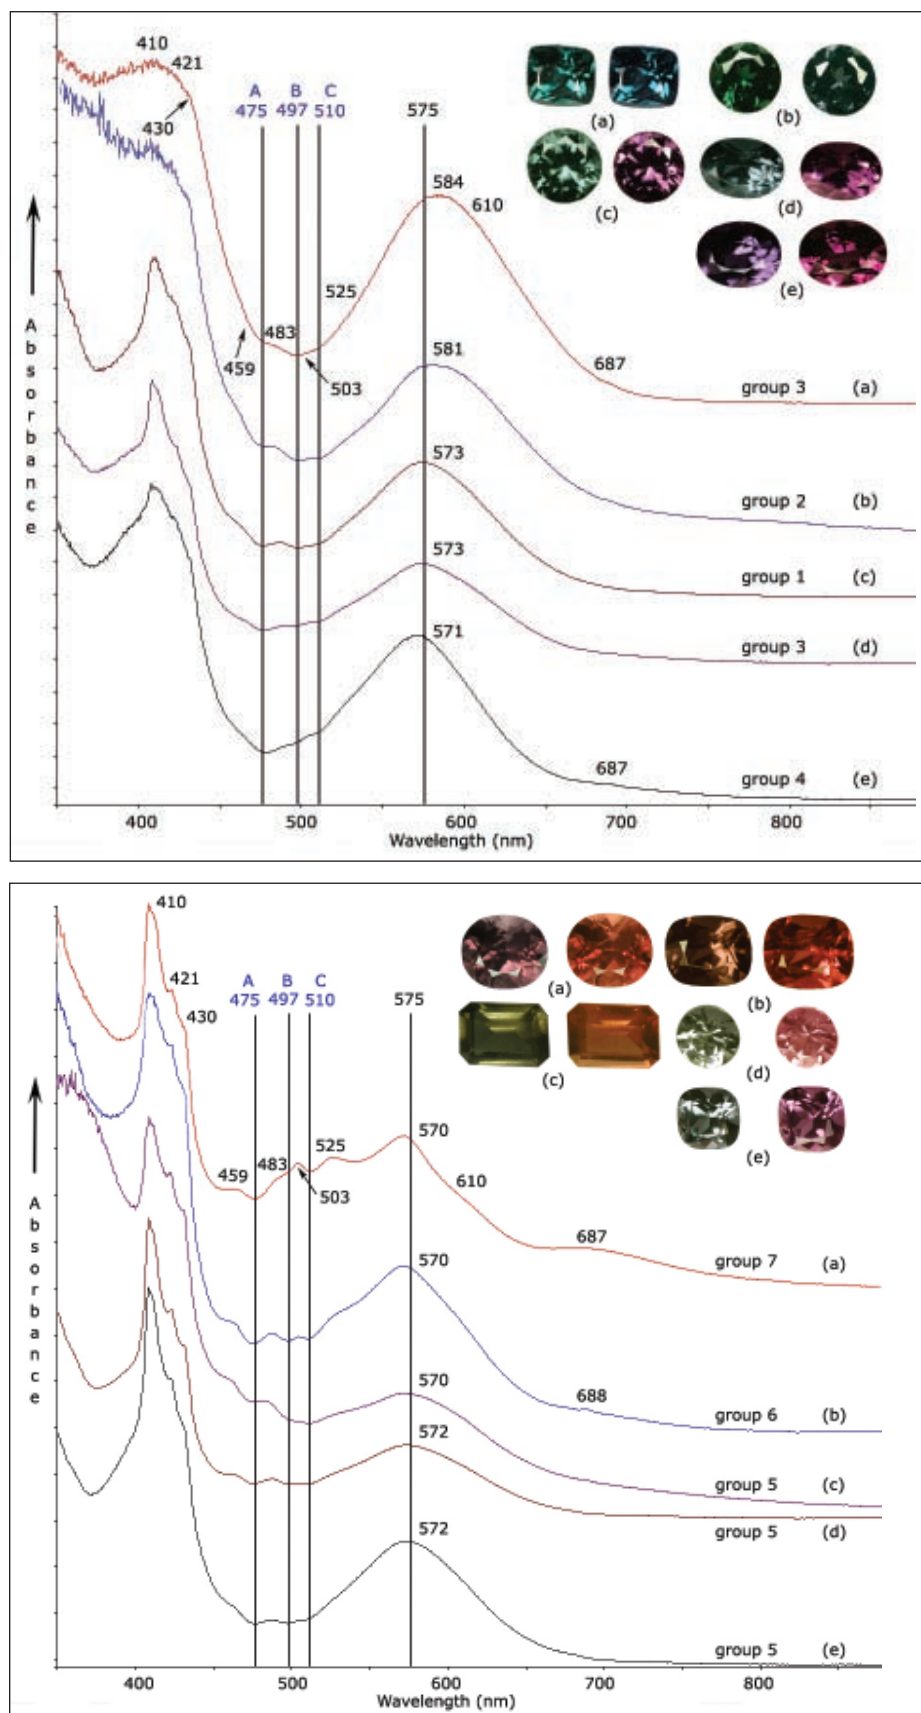 410
421
430
A B C
475 497 510 575
(a) (b)
(c) (d)
(e)
584 610
525
483
459
503
687
581
group 3 (a)
573
group 2 (b)
573
group 1 (c)
571
group 3 (d)
687
group 4 (e)
Absorbance
400 500 600 700 800
Wavelength (nm)
410
421
430
A B C
475 497 510 575
(a) (b)
(c) (d)
(e)
459 483 525 570
503 610
687
group 7 (a)
570
688
group 6 (b)
570
group 5 (c)
572
group 5 (d)
572
group 5 (e)
Absorbance
400 500 600 700 800
Wavelength (nm)